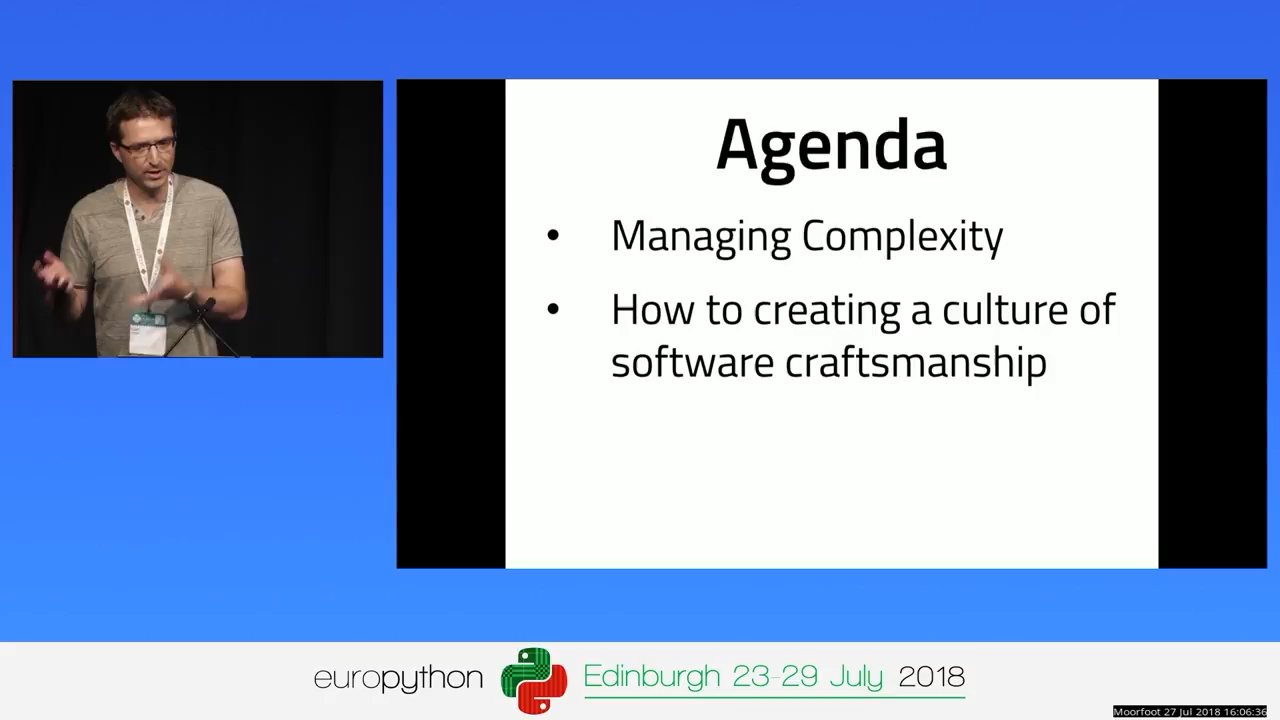 Agenda
• Managing Complexity
• How to creating a culture of
software craftsmanship
europython Edinburgh 23-29 July 2018
Moorfoot 27 Jul 2018 16:06:36